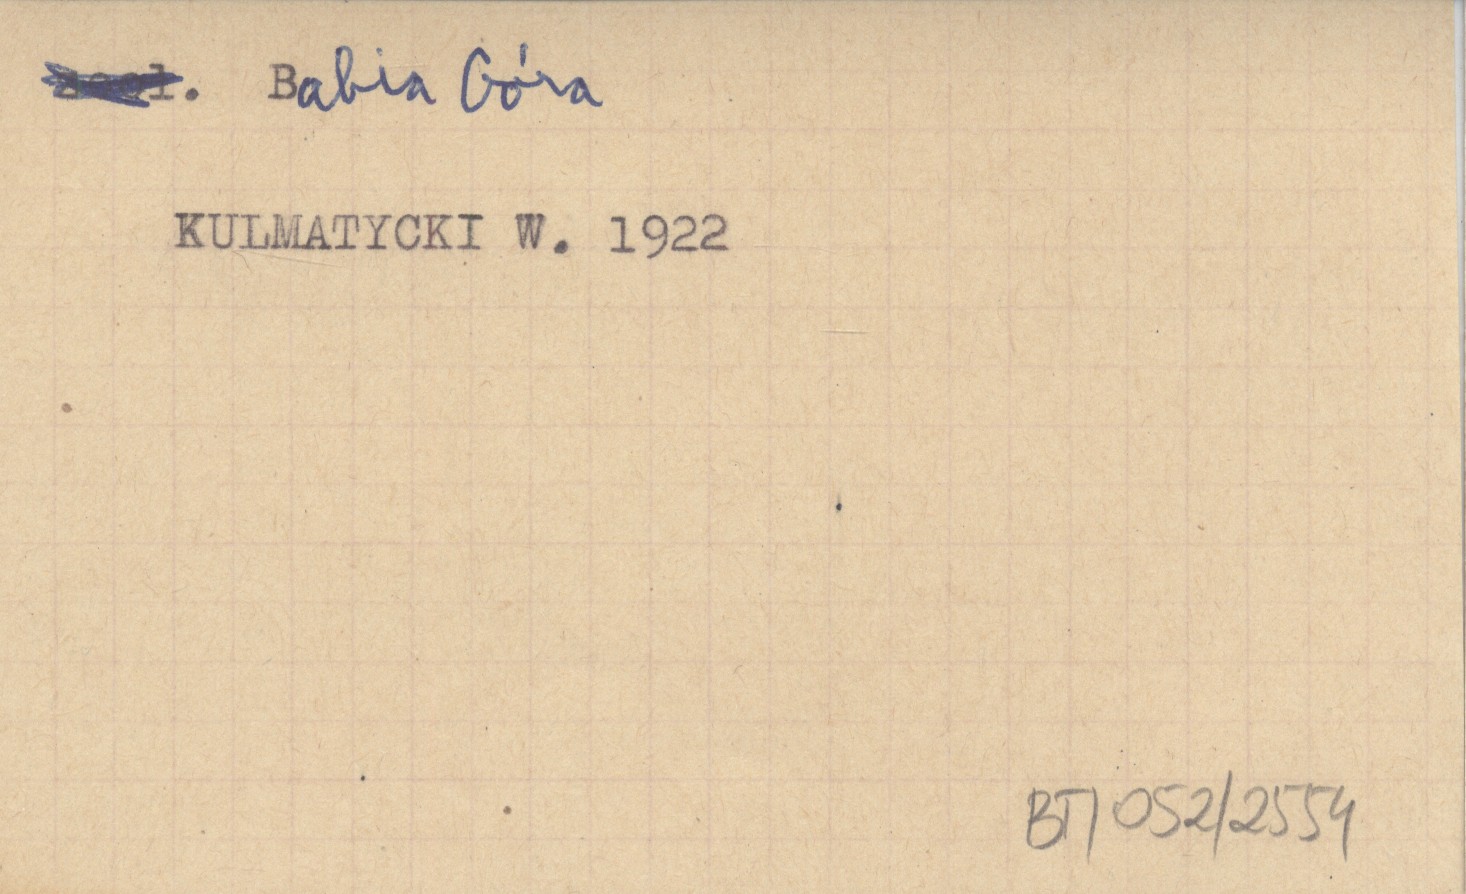 Babia Góra
KULMATYCKI W. 1922
BT/052/2554